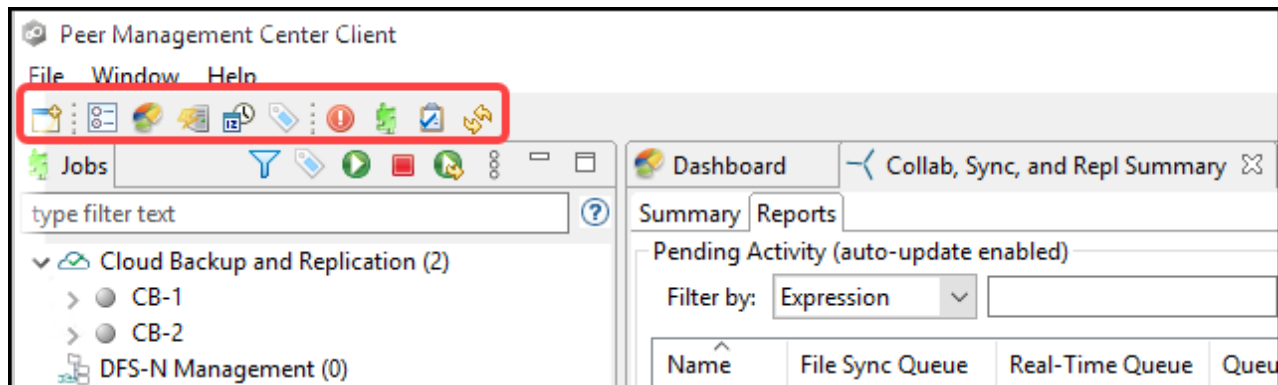 Peer Management Center Client
File Window Help
Jobs
type filter text
Cloud Backup and Replication (2)
CB-1
CB-2
DFS-N Management (0)
Dashboard
Collab, Sync, and Repl Summary
Summary Reports
Pending Activity (auto-update enabled)
Filter by: Expression
Name File Sync Queue Real-Time Queue